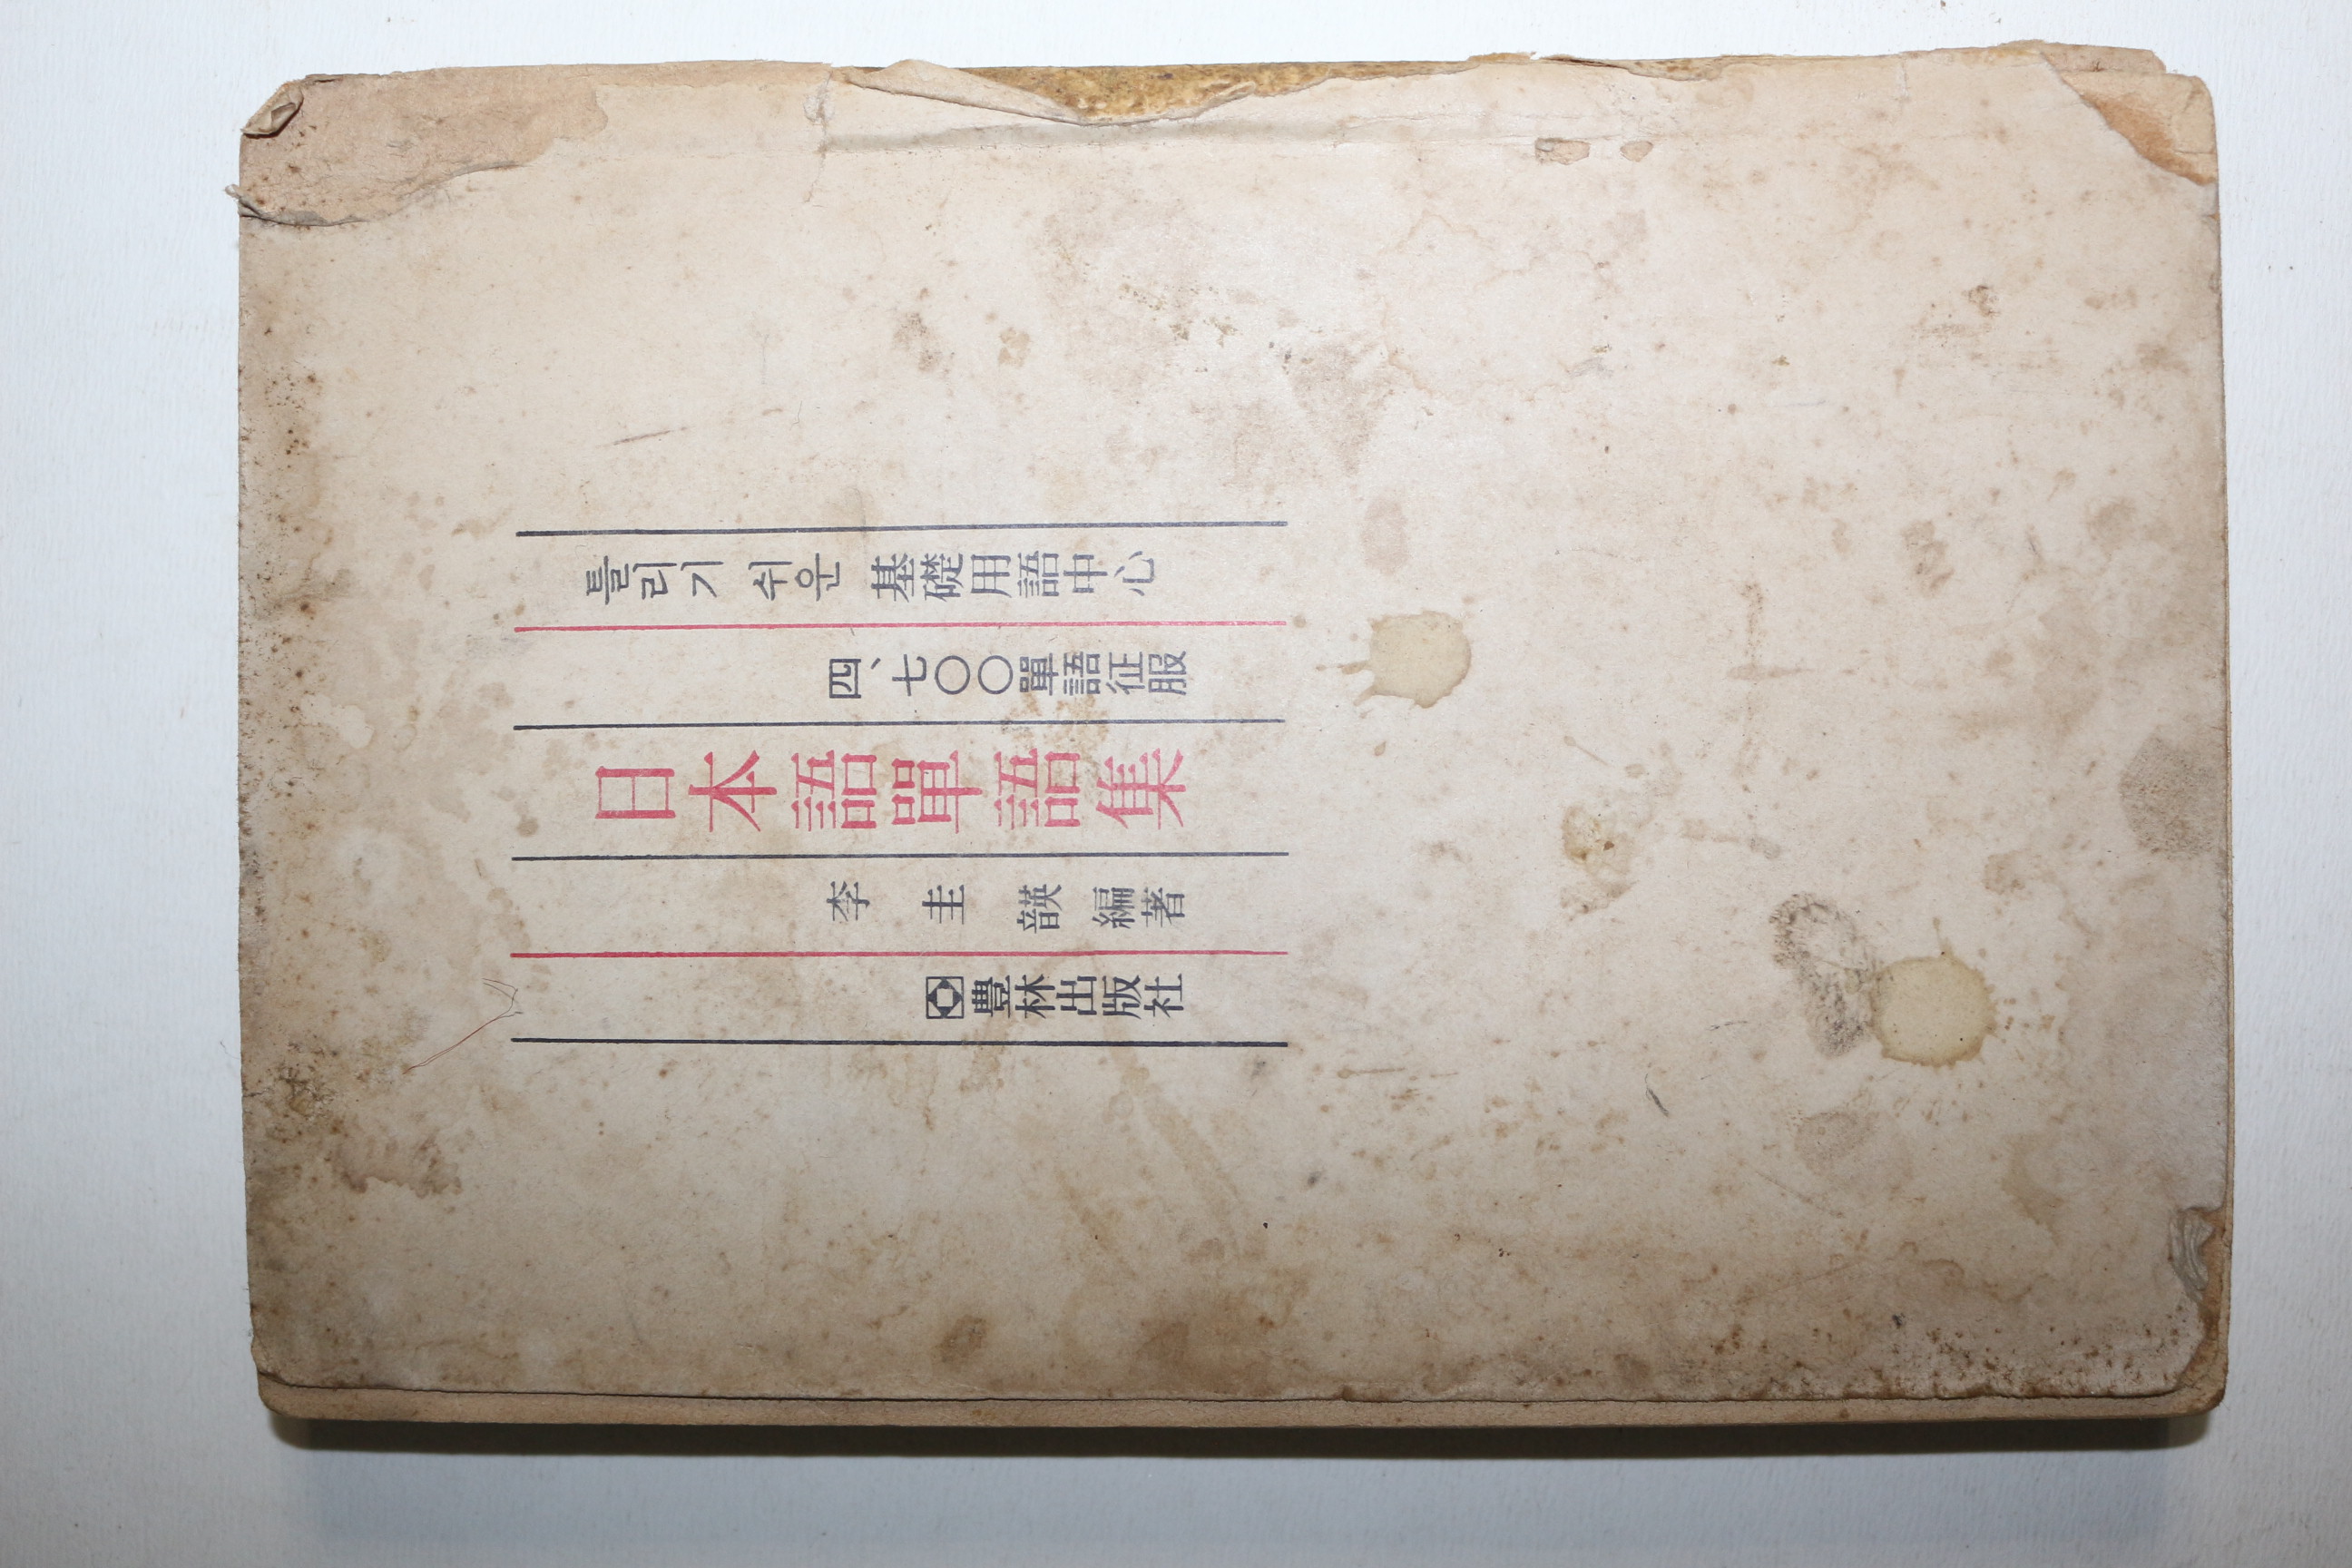 틀리기 쉬운 基礎用語中心
四、七〇〇單語征服
日本語單語集
李圭韺編著
豊林出版社